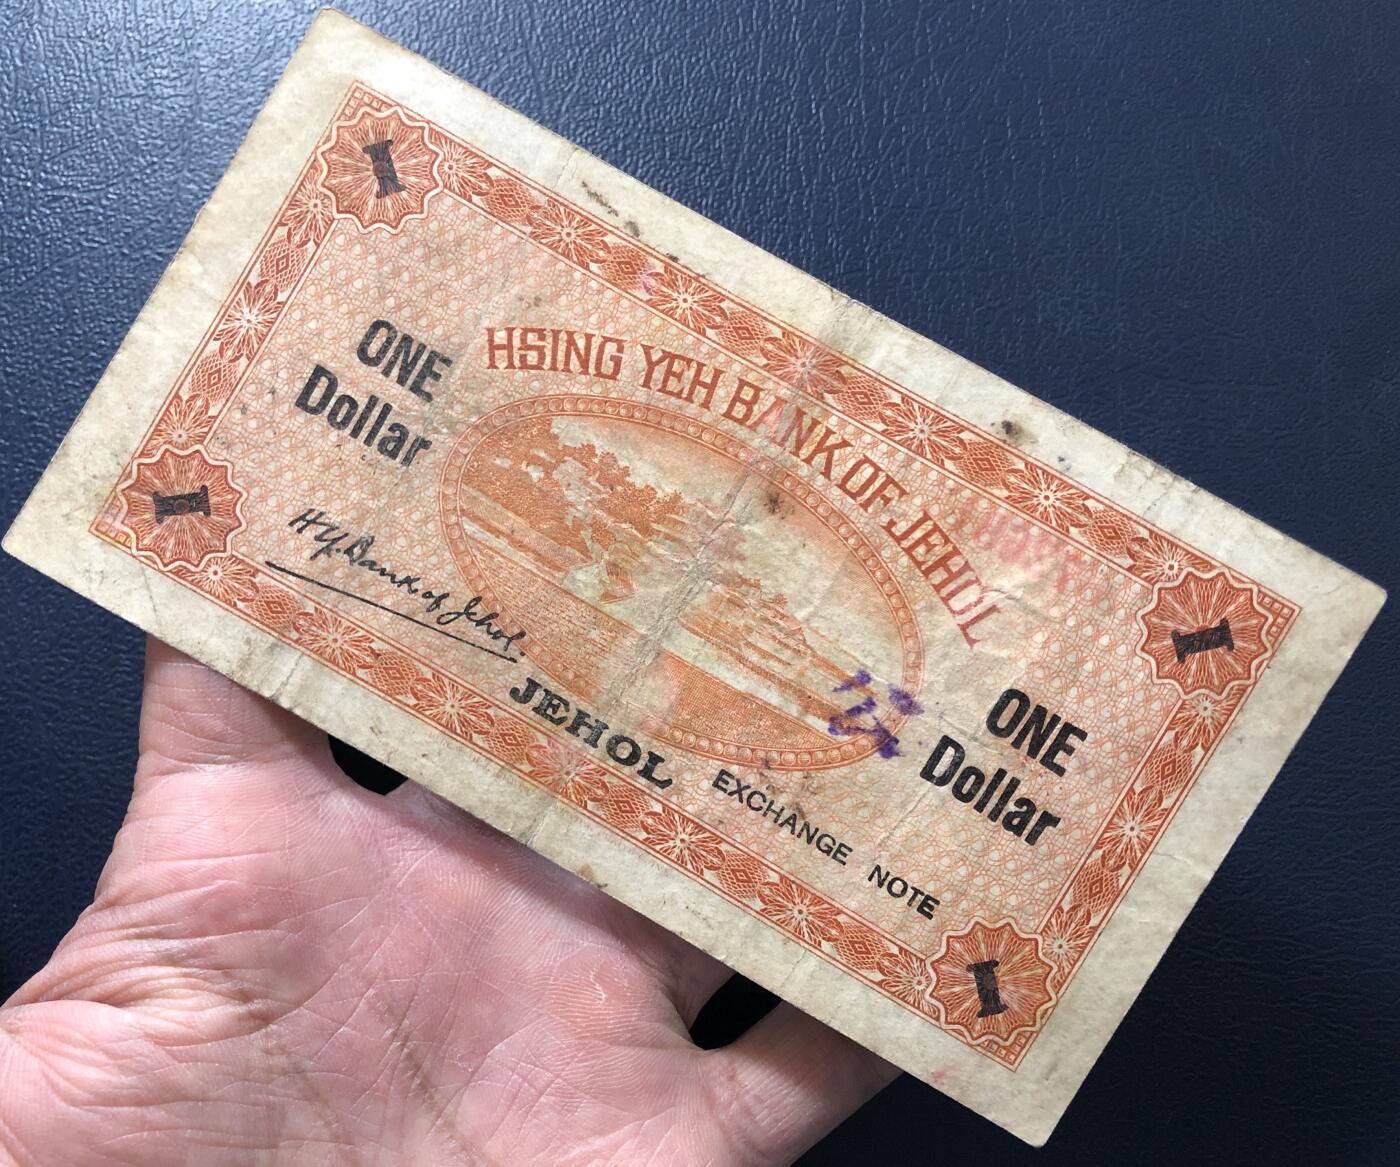 1
1
HSING YEH BANK OF JEHOL
ONE
Dollar
ONE
Dollar
H.Y. Bank of Jehol.
JEHOL
EXCHANGE NOTE
1
1